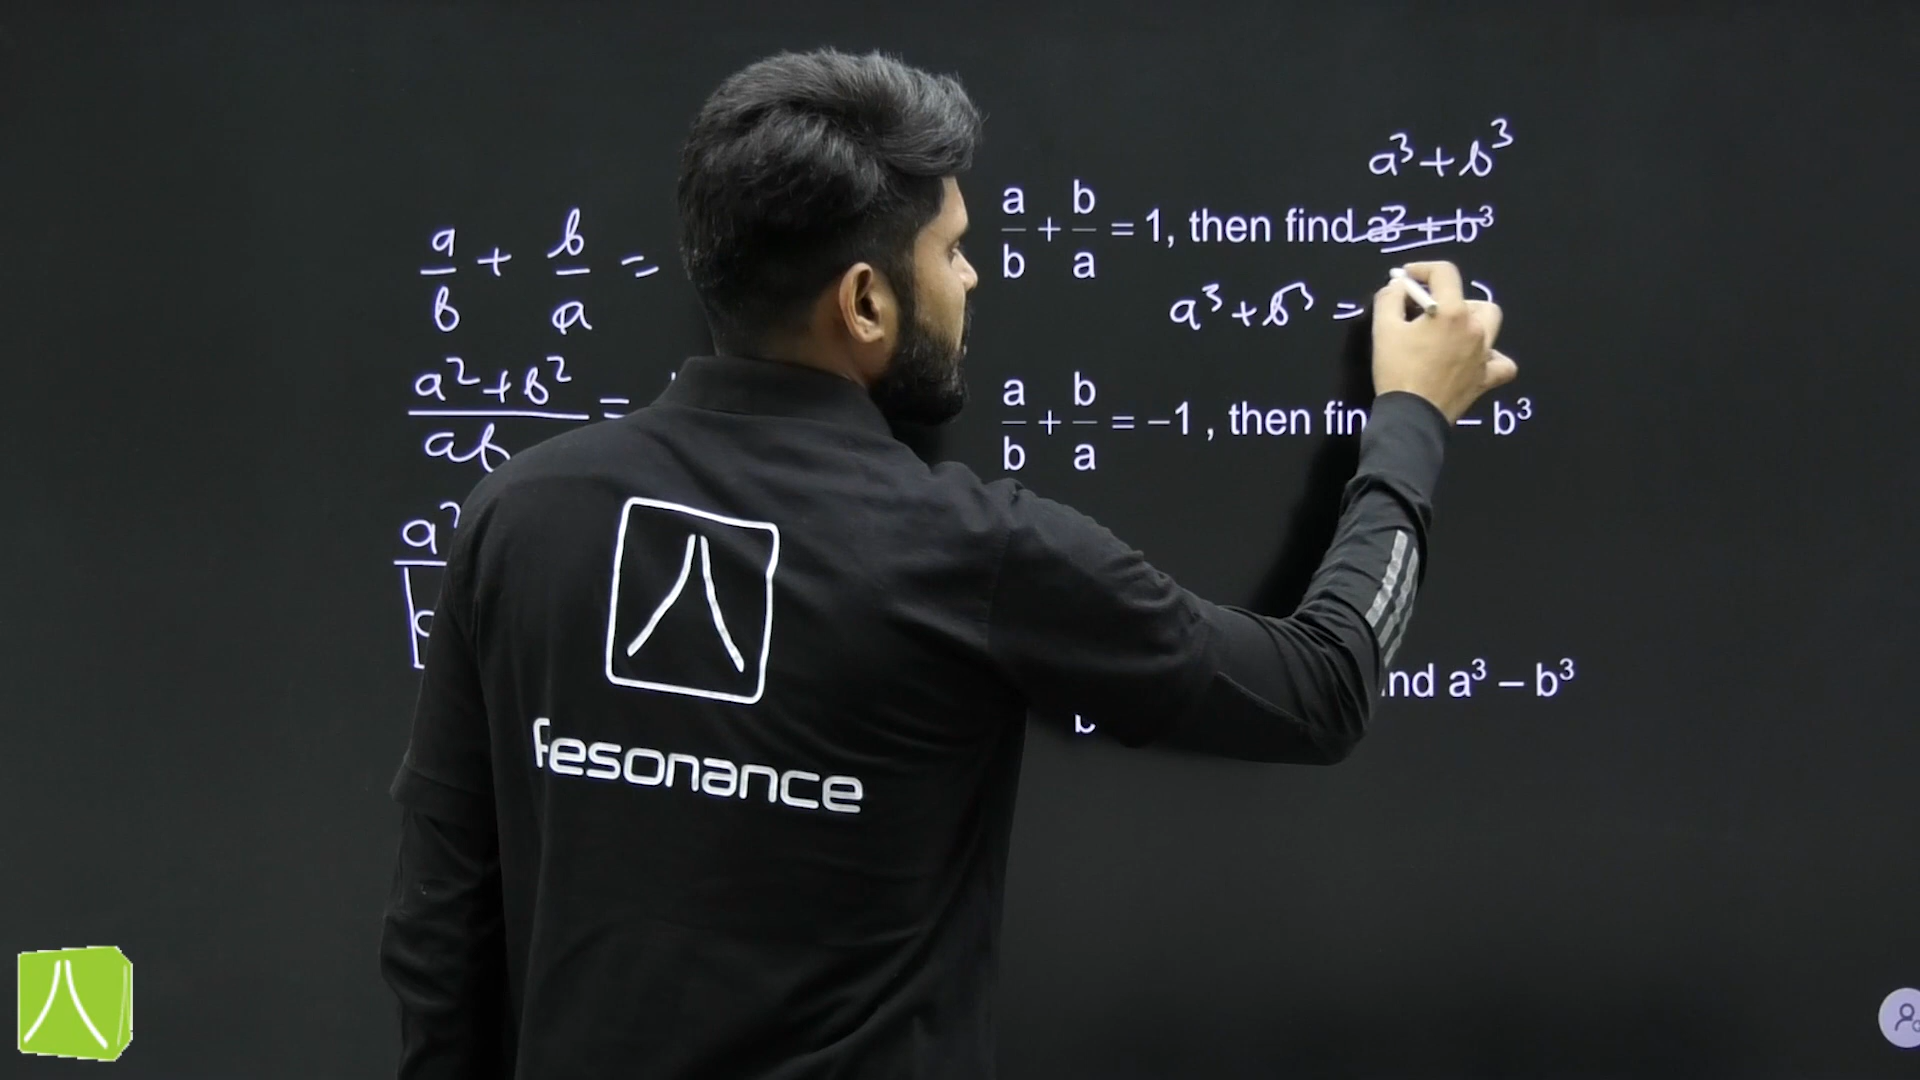 a³ + b³
a/b + b/a = 1, then find a³ + b³
a/b + b/a =
a³ + b³ =
a² + b² / ab =
a/b + b/a = –1 , then fin – b³
a²
nd a³ – b³
Resonance